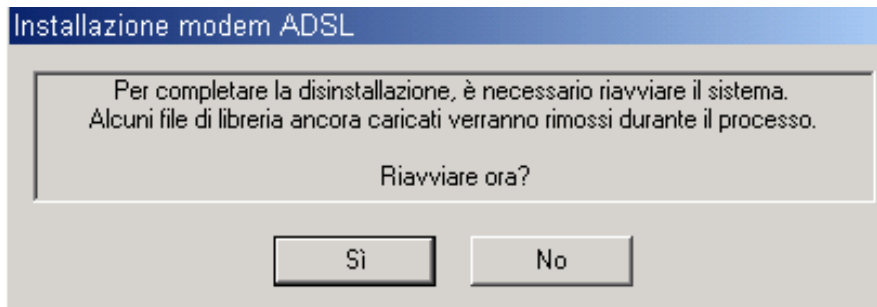 Installazione modem ADSL
Per completare la disinstallazione, è necessario riavviare il sistema.
Alcuni file di libreria ancora caricati verranno rimossi durante il processo.
Riavviare ora?
Sì
No